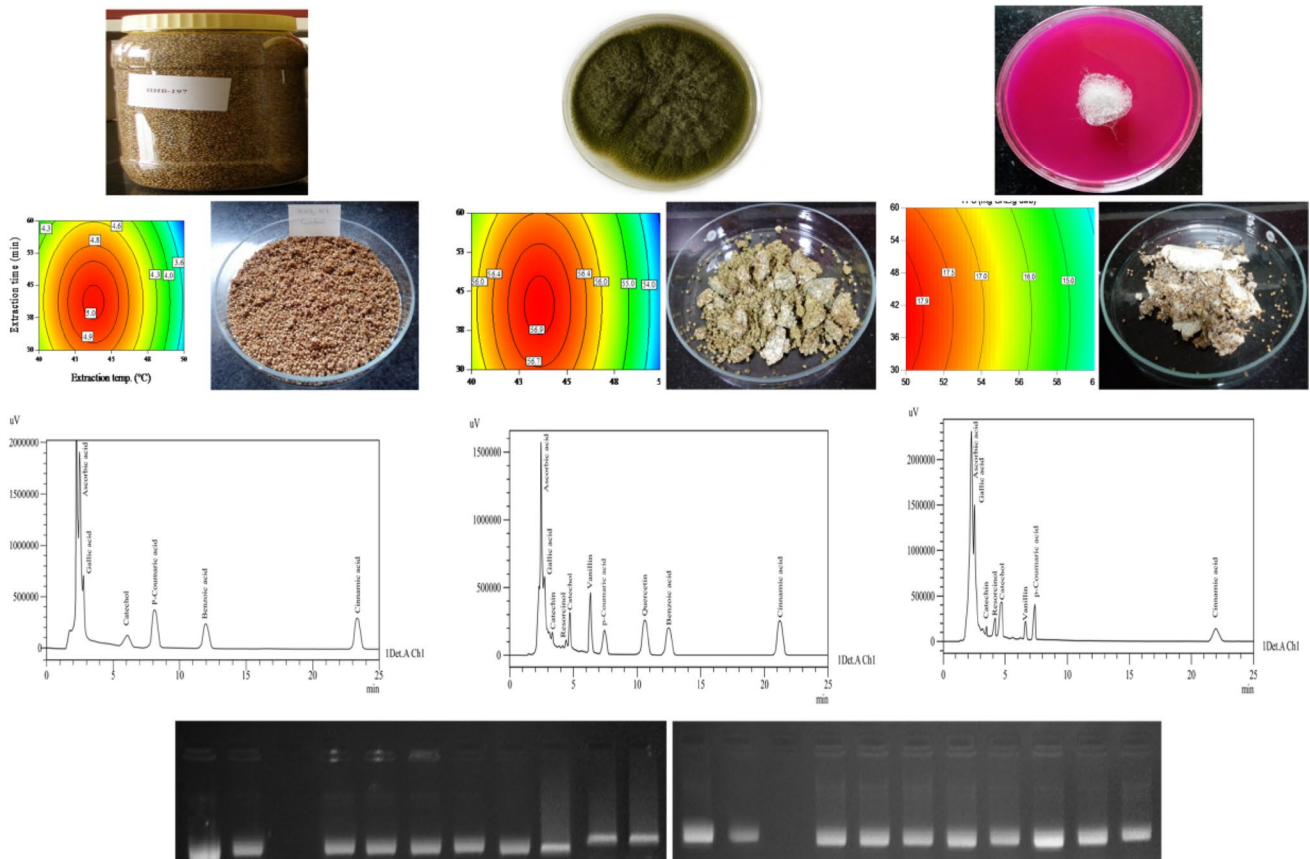 HHB-197
60
53
45
38
30
40
43
45
48
50
4.3
4.6
4.8
4.3
4.0
3.6
5.0
4.9
Extraction time (min)
Extraction temp. (°C)
60
53
45
38
30
40
43
45
48
5
56.0
56.4
56.4
56.0
55.0
54.0
56.9
56.7
60
54
48
42
36
30
50
52
54
56
58
6
17.9
17.5
17.0
16.0
15.0
uV
2000000
1500000
1000000
500000
0
Ascorbic acid
Gallic acid
Catechol
P-Coumaric acid
Benzoic acid
Cinnamic acid
1Det.A Ch1
0 5 10 15 20 25
min
uV
1500000
1000000
500000
0
Ascorbic acid
Gallic acid
Catechin
Resorcinol
Catechol
Vanillin
p-Coumaric acid
Quercetin
Benzoic acid
Cinnamic acid
1Det.A Ch1
0 5 10 15 20 25
min
uV
2000000
1500000
1000000
500000
0
Ascorbic acid
Gallic acid
Catechin
Resorcinol
Catechol
Vanillin
p-Coumaric acid
Cinnamic acid
1Det.A Ch1
0 5 10 15 20 25
min